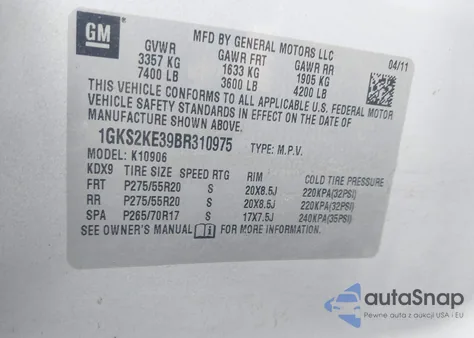 GM
MFD BY GENERAL MOTORS LLC
04/11
GVWR GAWR FRT GAWR RR
3357 KG 1633 KG 1905 KG
7400 LB 3600 LB 4200 LB
THIS VEHICLE CONFORMS TO ALL APPLICABLE U.S. FEDERAL MOTOR
VEHICLE SAFETY STANDARDS IN EFFECT ON THE DATE OF
MANUFACTURE SHOWN ABOVE.
1GKS2KE39BR310975 TYPE: M.P.V.
MODEL: K10906
KDX9 TIRE SIZE SPEED RTG RIM COLD TIRE PRESSURE
FRT P275/55R20 S 20X8.5J 220KPA(32PSI)
RR P275/55R20 S 20X8.5J 220KPA(32PSI)
SPA P265/70R17 S 17X7.5J 240KPA(35PSI)
SEE OWNER'S MANUAL FOR MORE INFORMATION.
autoSnap
Pewne auta z aukcji USA i EU